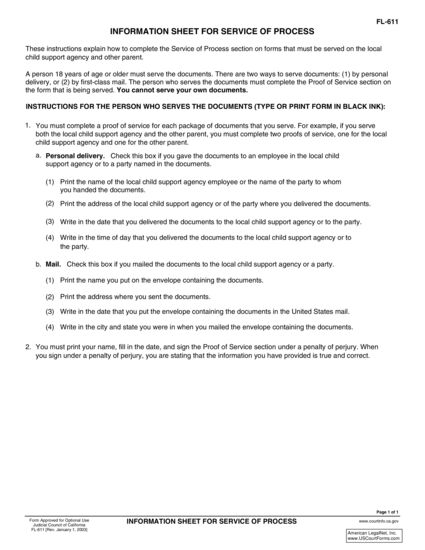 FL-611
INFORMATION SHEET FOR SERVICE OF PROCESS
These instructions explain how to complete the Service of Process section on forms that must be served on the local
child support agency and other parent.
A person 18 years of age or older must serve the documents. There are two ways to serve documents: (1) by personal
delivery, or (2) by first-class mail. The person who serves the documents must complete the Proof of Service section on
the form that is being served. You cannot serve your own documents.
INSTRUCTIONS FOR THE PERSON WHO SERVES THE DOCUMENTS (TYPE OR PRINT FORM IN BLACK INK):
1. You must complete a proof of service for each package of documents that you serve. For example, if you serve
both the local child support agency and the other parent, you must complete two proofs of service, one for the local
child support agency and one for the other parent.
a. Personal delivery. Check this box if you gave the documents to an employee in the local child
support agency or to a party named in the documents.
(1) Print the name of the local child support agency employee or the name of the party to whom
you handed the documents.
(2) Print the address of the local child support agency or of the party where you delivered the documents.
(3) Write in the date that you delivered the documents to the local child support agency or to the party.
(4) Write in the time of day that you delivered the documents to the local child support agency or to
the party.
b. Mail. Check this box if you mailed the documents to the local child support agency or a party.
(1) Print the name you put on the envelope containing the documents.
(2) Print the address where you sent the documents.
(3) Write in the date that you put the envelope containing the documents in the United States mail.
(4) Write in the city and state you were in when you mailed the envelope containing the documents.
2. You must print your name, fill in the date, and sign the Proof of Service section under a penalty of perjury. When
you sign under a penalty of perjury, you are stating that the information you have provided is true and correct.
Page 1 of 1
Form Approved for Optional Use
Judicial Council of California
FL-611 [Rev. January 1, 2003]
INFORMATION SHEET FOR SERVICE OF PROCESS
www.courtinfo.ca.gov
American LegalNet, Inc.
www.USCourtForms.com